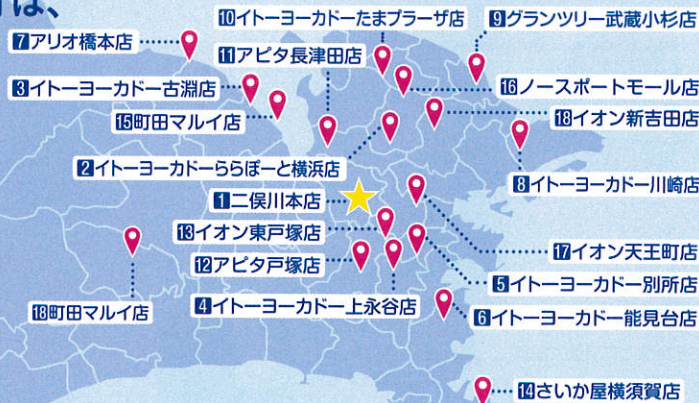 は、
10イトーヨーカドーたまプラーザ店
9グランツリー武蔵小杉店
7アリオ橋本店
11アピタ長津田店
3イトーヨーカドー古淵店
16ノースポートモール店
15町田マルイ店
18イオン新吉田店
2イトーヨーカドーららぽーと横浜店
8イトーヨーカドー川崎店
1二俣川本店
13イオン東戸塚店
17イオン天王町店
12アピタ戸塚店
5イトーヨーカドー別所店
18町田マルイ店
4イトーヨーカドー上永谷店
6イトーヨーカドー能見台店
14さいか屋横須賀店